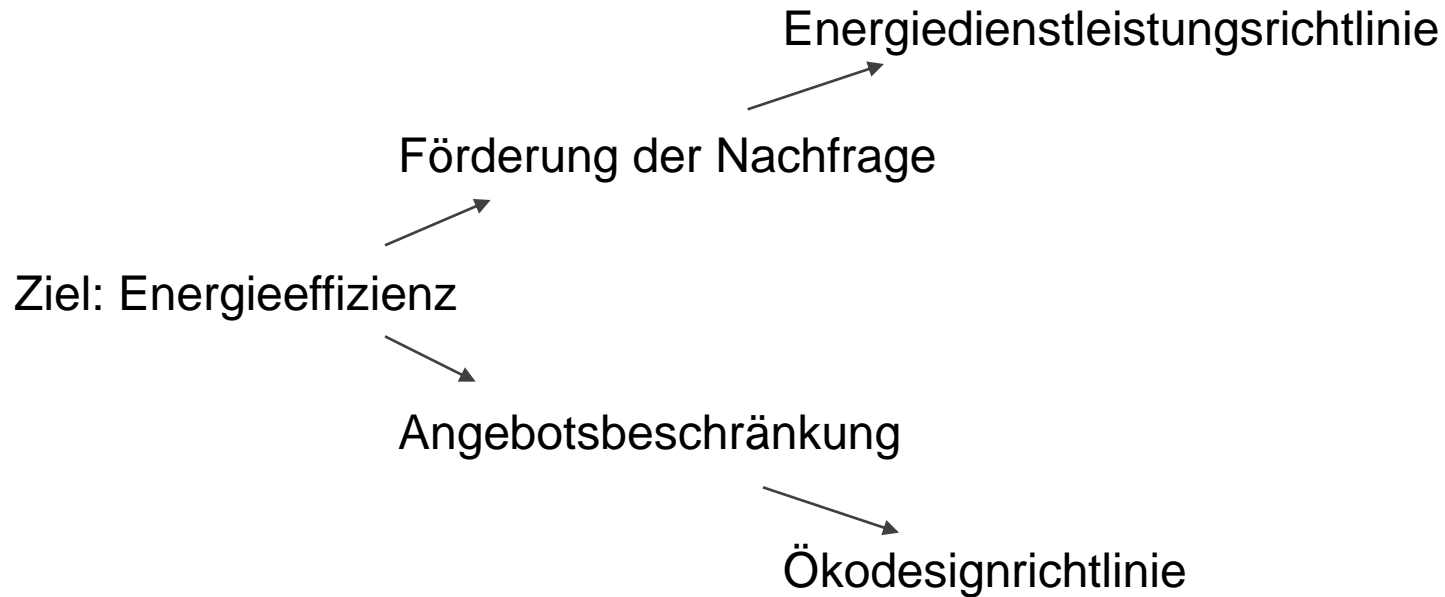 Energiedienstleistungsrichtlinie
Förderung der Nachfrage
Ziel: Energieeffizienz
Angebotsbeschränkung
Ökodesignrichtlinie